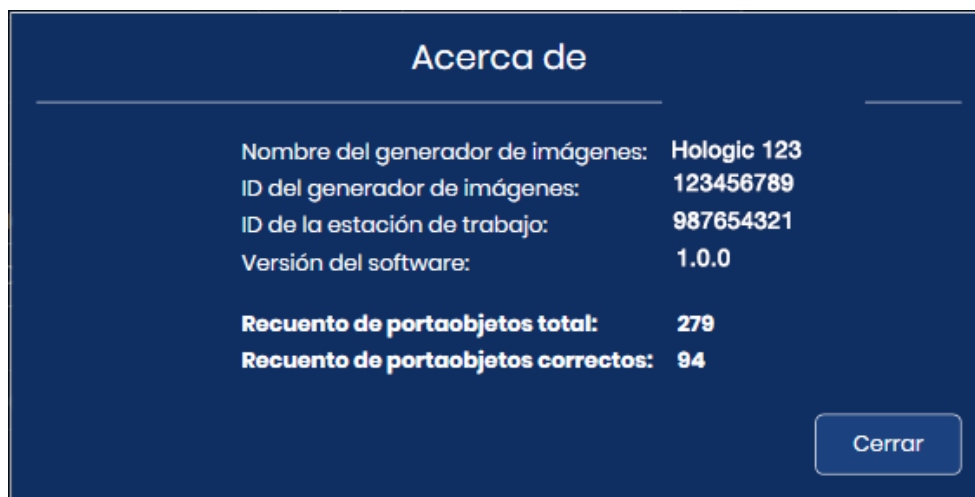 Acerca de
Nombre del generador de imágenes: Hologic 123
ID del generador de imágenes: 123456789
ID de la estación de trabajo: 987654321
Versión del software: 1.0.0
Recuento de portaobjetos total: 279
Recuento de portaobjetos correctos: 94
Cerrar